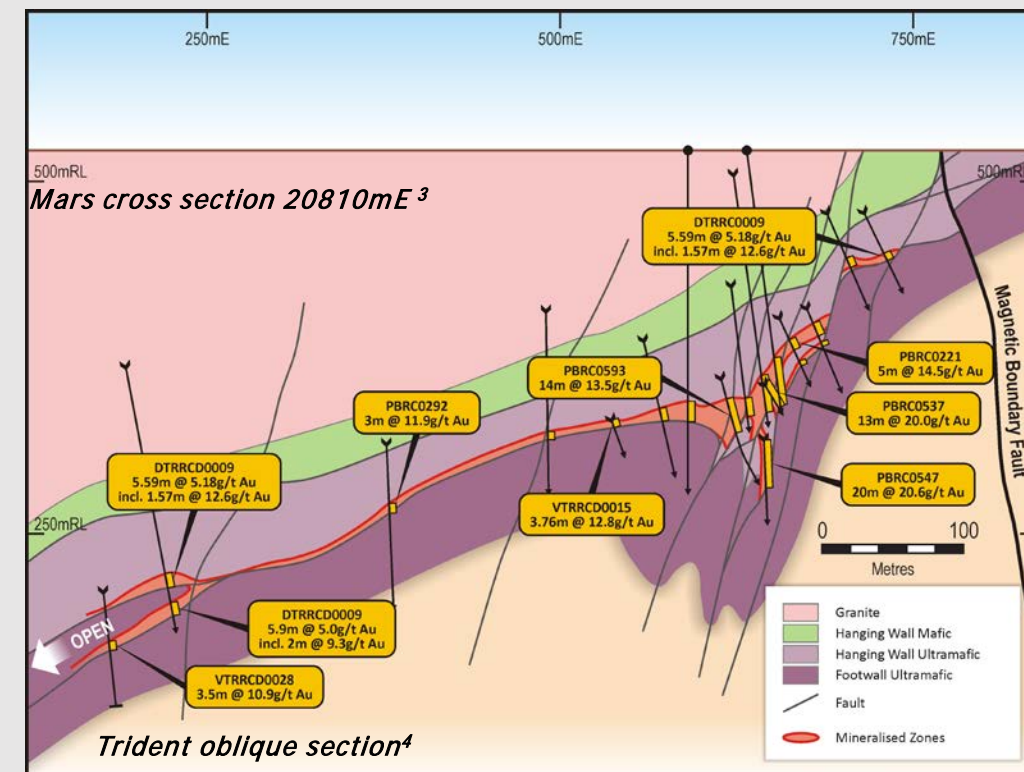 250mE
500mE
750mE
500mRL
500mR
Mars cross section 20810mE 3
DTRRC0009
5.59m @ 5.18g/t Au
incl. 1.57m @ 12.6g/t Au
Magnetic Boundary Fault
PBRC0221
5m @ 14.5g/t Au
PBRC0593
14m @ 13.5g/t Au
PBRC0292
3m @ 11.9g/t Au
PBRC0537
13m @ 20.0g/t Au
DTRRCD0009
5.59m @ 5.18g/t Au
incl. 1.57m @ 12.6g/t Au
PBRC0547
20m @ 20.6g/t Au
VTRRCD0015
3.76m @ 12.8g/t Au
250mRL
0
100
Metres
OPEN
DTRRCD0009
5.9m @ 5.0g/t Au
incl. 2m @ 9.3g/t Au
VTRRCD0028
3.5m @ 10.9g/t Au
Granite
Hanging Wall Mafic
Hanging Wall Ultramafic
Footwall Ultramafic
Fault
Mineralised Zones
Trident oblique section4